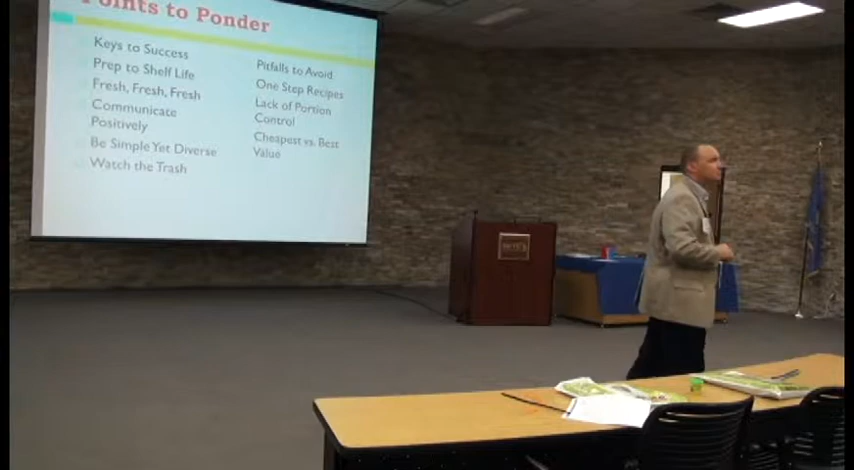 Points to Ponder
Keys to Success
Prep to Shelf Life
Fresh, Fresh, Fresh
Communicate
Positively
Be Simple Yet Diverse
Watch the Trash
Pitfalls to Avoid
One Step Recipes
Lack of Portion
Control
Cheapest vs. Best
Value